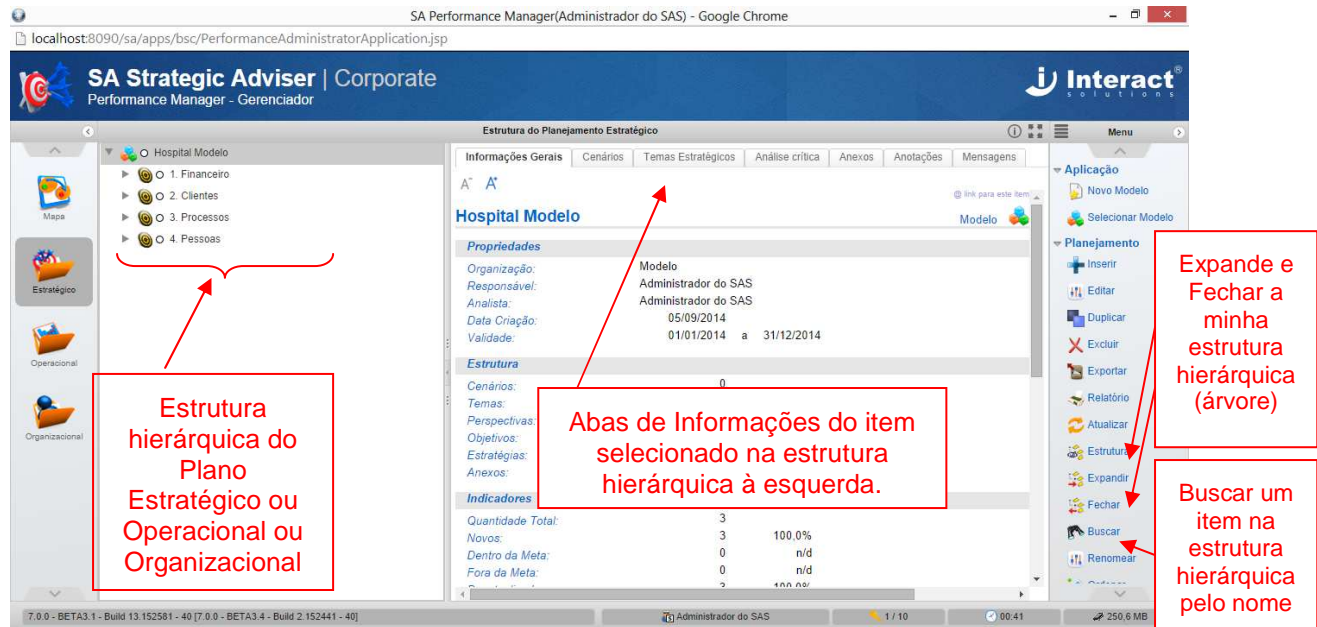 SA Performance Manager(Administrador do SAS) - Google Chrome
localhost:8090/sa/apps/bsc/PerformanceAdministratorApplication.jsp
SA Strategic Adviser | Corporate
Performance Manager - Gerenciador
Interact®
solutions
Estrutura do Planejamento Estratégico
Menu
Mapa
Estratégico
Operacional
Organizacional
Hospital Modelo
1. Financeiro
2. Clientes
3. Processos
4. Pessoas
Estrutura
hierárquica do
Plano
Estratégico ou
Operacional ou
Organizacional
Informações Gerais Cenários Temas Estratégicos Análise crítica Anexos Anotações Mensagens
A- A+
@ link para este item
Hospital Modelo Modelo
Propriedades
Organização: Modelo
Responsável: Administrador do SAS
Analista: Administrador do SAS
Data Criação: 05/09/2014
Validade: 01/01/2014 a 31/12/2014
Estrutura
Cenários: 0
Temas:
Perspectivas:
Objetivos:
Estratégias:
Anexos:
Abas de Informações do item
selecionado na estrutura
hierárquica à esquerda.
Indicadores
Quantidade Total: 3
Novos: 3 100,0%
Dentro da Meta: 0 n/d
Fora da Meta: 0 n/d
Aplicação
Novo Modelo
Selecionar Modelo
Planejamento
Inserir
Editar
Duplicar
Excluir
Exportar
Relatório
Atualizar
Estrutura
Expandir
Fechar
Buscar
Renomear
Expande e
Fechar a
minha
estrutura
hierárquica
(árvore)
Buscar um
item na
estrutura
hierárquica
pelo nome
7.0.0 - BETA3.1 - Build 13.152581 - 40 [7.0.0 - BETA3.4 - Build 2.152441 - 40]
Administrador do SAS
1 / 10
00:41
250,6 MB